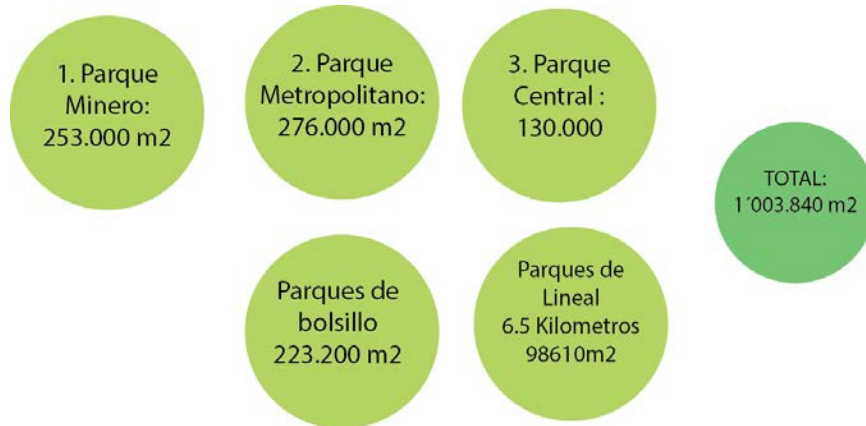 1. Parque
Minero:
253.000 m2
2. Parque
Metropolitano:
276.000 m2
3. Parque
Central :
130.000
TOTAL:
1´003.840 m2
Parques de
bolsillo
223.200 m2
Parques de
Lineal
6.5 Kilometros
98610m2